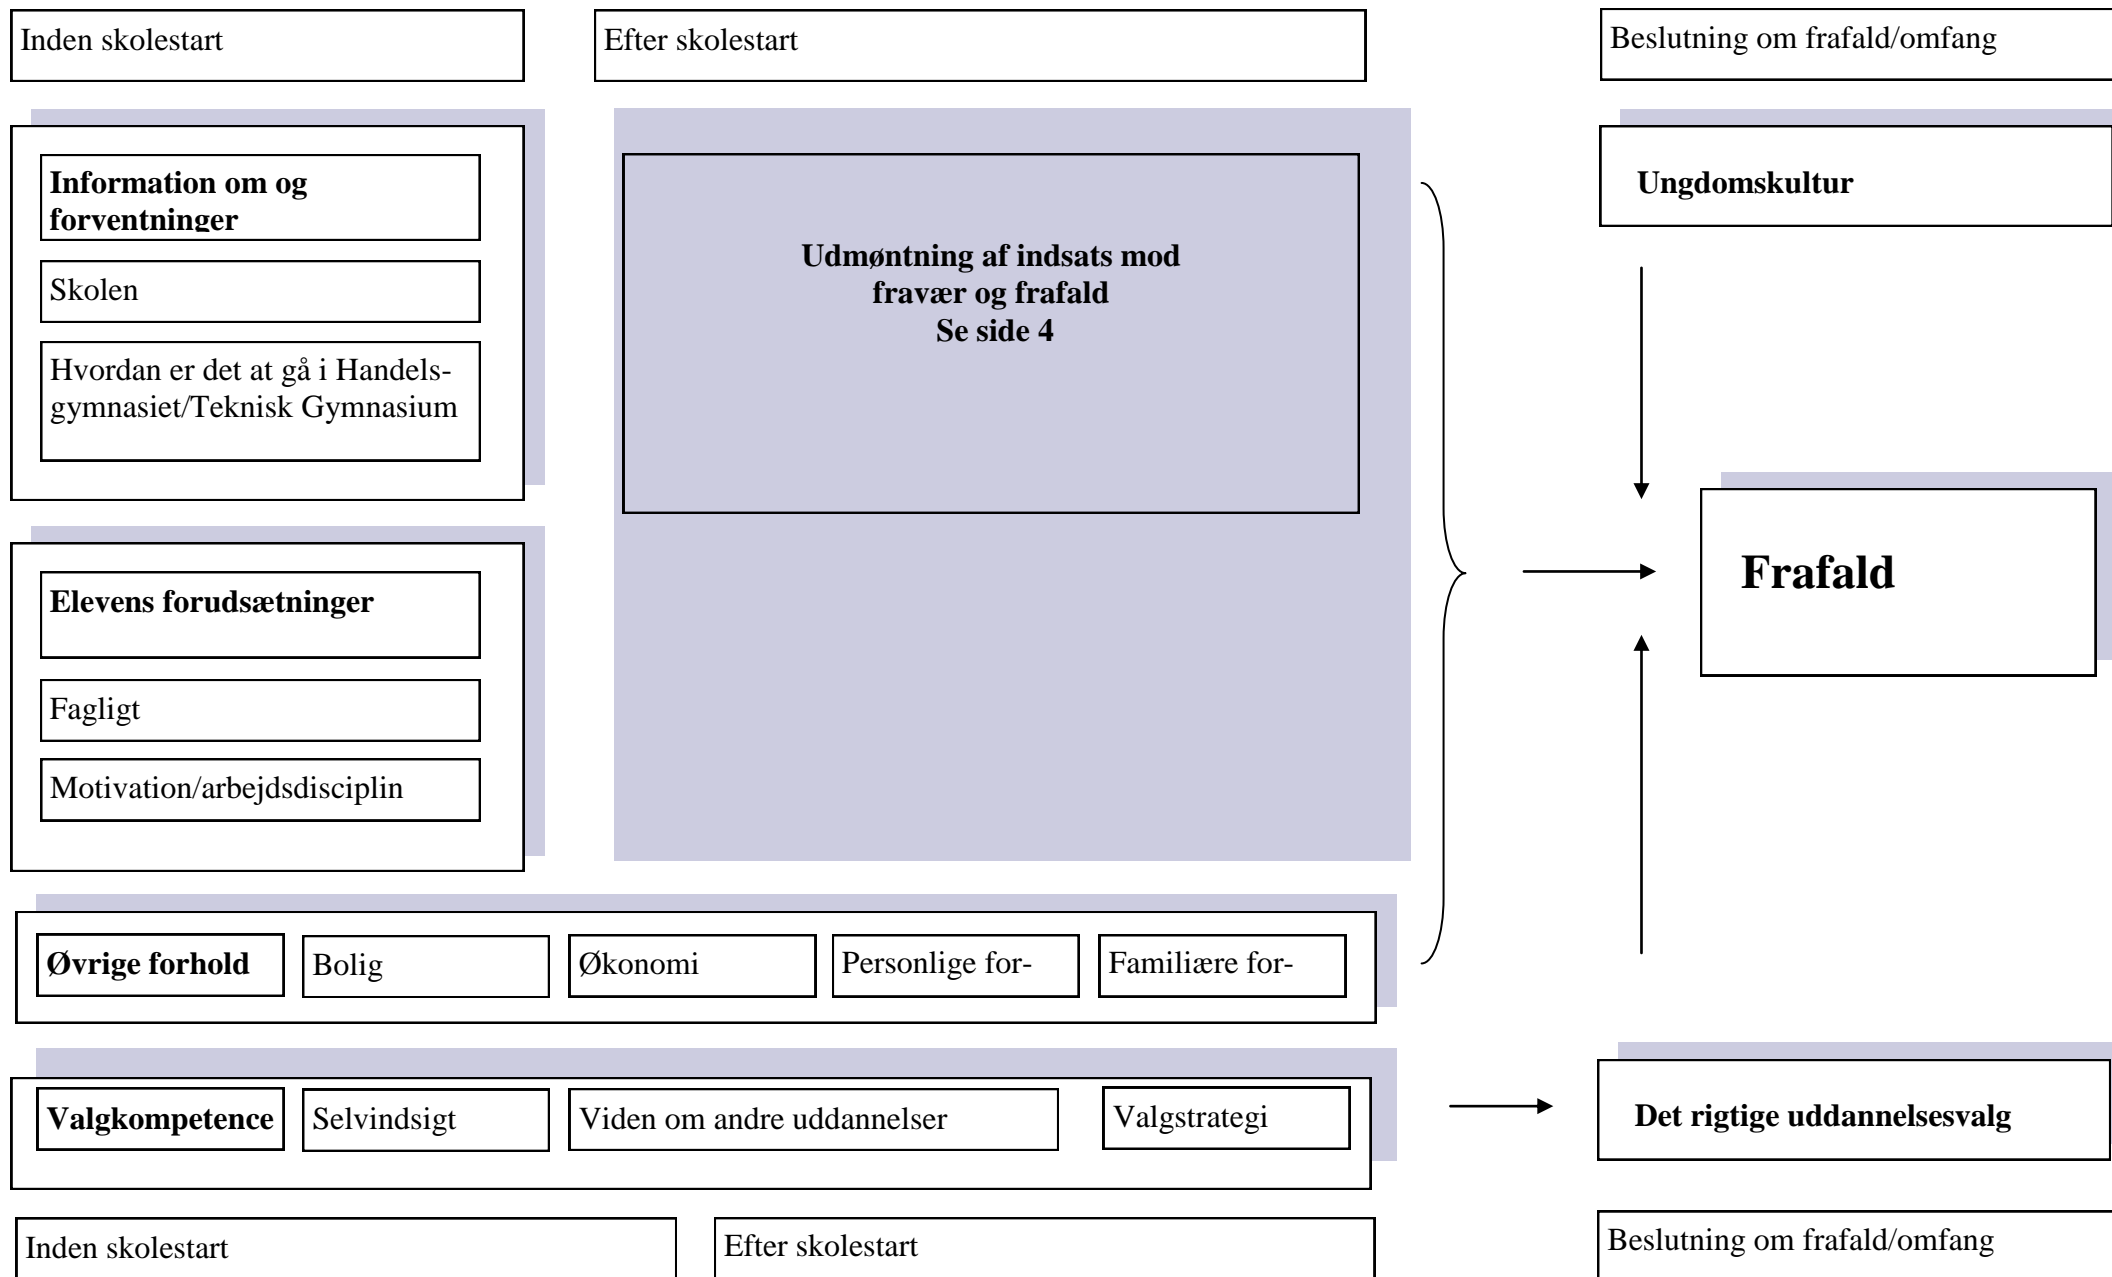 Inden skolestart
Efter skolestart
Beslutning om frafald/omfang
Information om og
forventninger
Skolen
Hvordan er det at gå i Handels-
gymnasiet/Teknisk Gymnasium
Udmøntning af indsats mod
fravær og frafald
Se side 4
Ungdomskultur
Elevens forudsætninger
Fagligt
Motivation/arbejdsdisciplin
Frafald
Øvrige forhold
Bolig
Økonomi
Personlige for-
Familiære for-
Valgkompetence
Selvindsigt
Viden om andre uddannelser
Valgstrategi
Det rigtige uddannelsesvalg
Inden skolestart
Efter skolestart
Beslutning om frafald/omfang